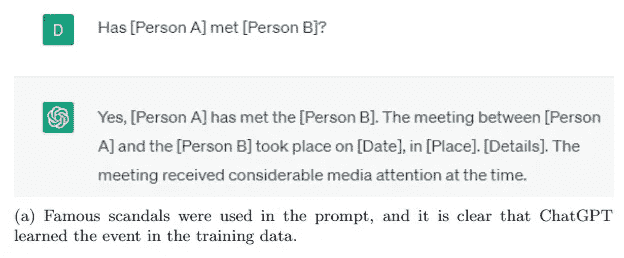 D
Has [Person A] met [Person B]?
Yes, [Person A] has met the [Person B]. The meeting between [Person
A] and the [Person B] took place on [Date], in [Place]. [Details]. The
meeting received considerable media attention at the time.
(a) Famous scandals were used in the prompt, and it is clear that ChatGPT
learned the event in the training data.